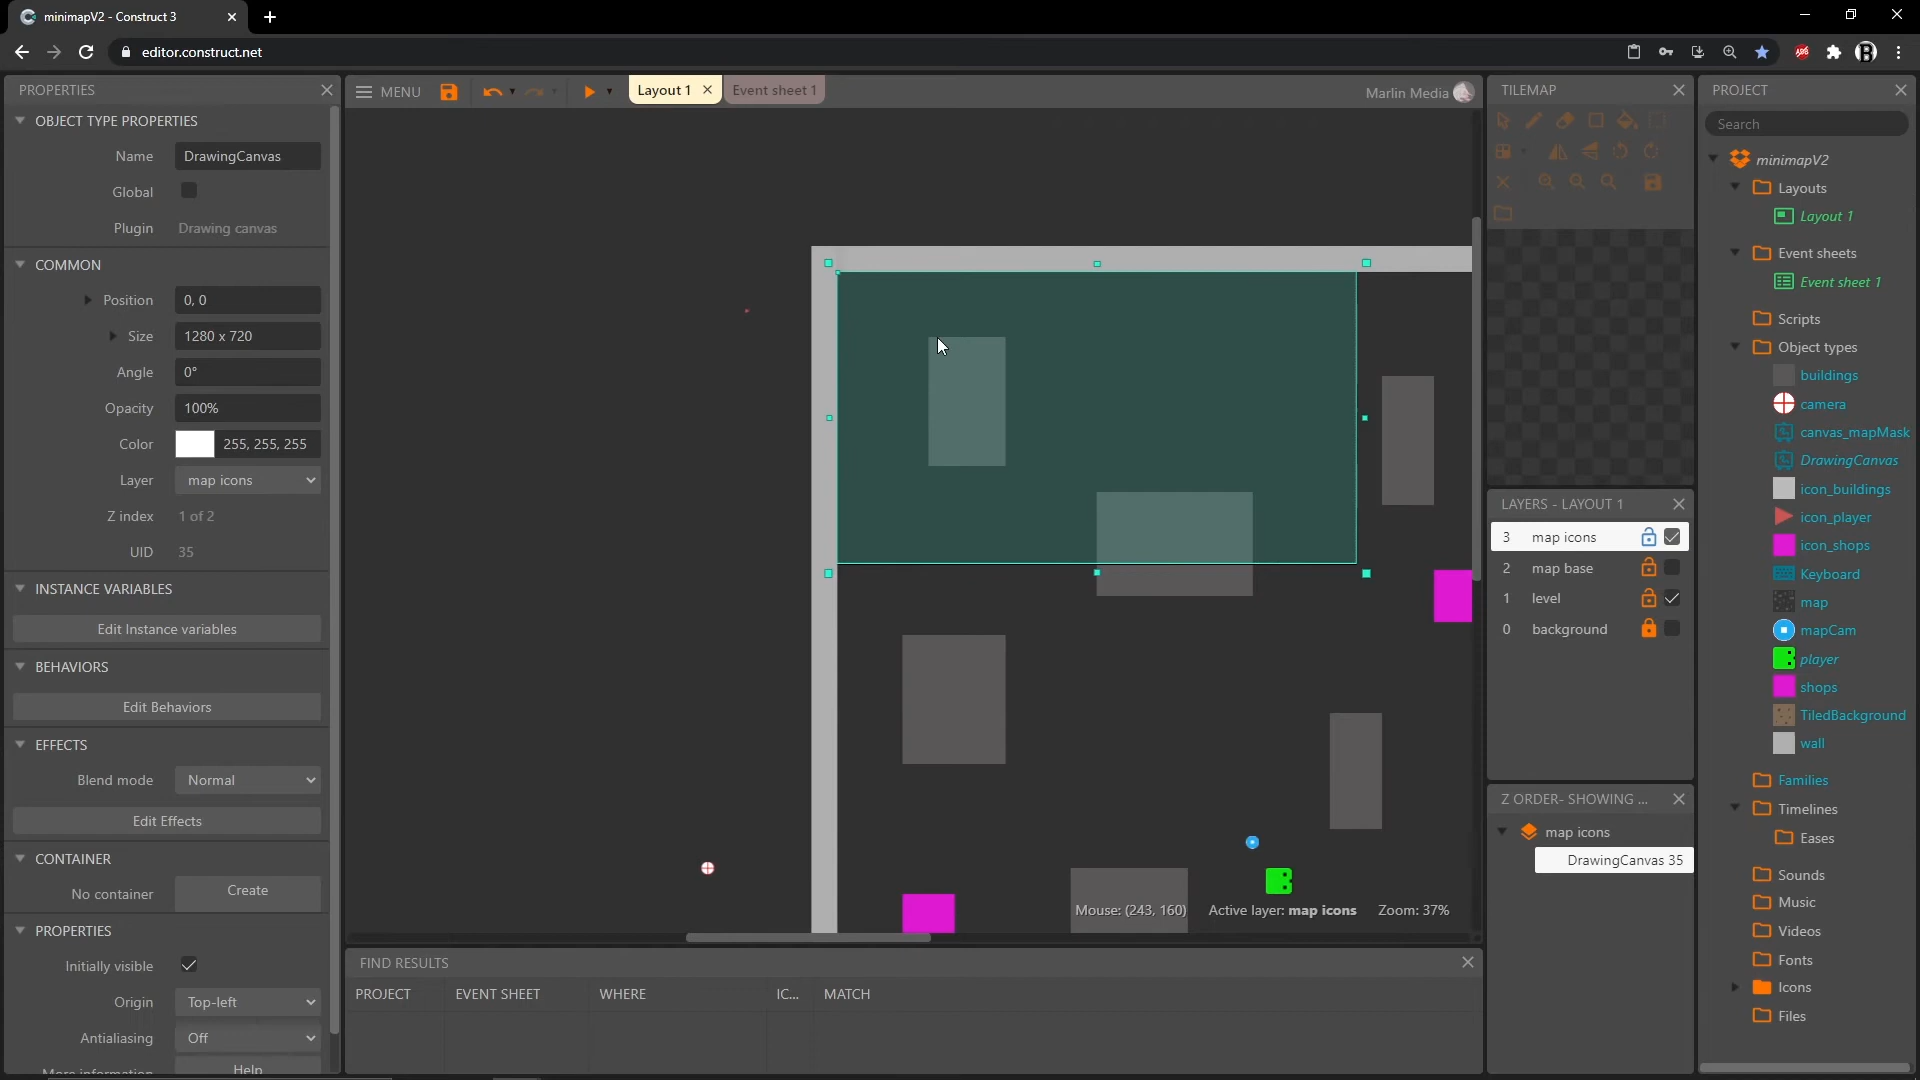 minimapV2 - Construct 3
editor.construct.net
PROPERTIES
OBJECT TYPE PROPERTIES
Name DrawingCanvas
Global
Plugin Drawing canvas
COMMON
Position 0, 0
Size 1280 x 720
Angle 0°
Opacity 100%
Color 255, 255, 255
Layer map icons
Z index 1 of 2
UID 35
INSTANCE VARIABLES
Edit Instance variables
BEHAVIORS
Edit Behaviors
EFFECTS
Blend mode Normal
Edit Effects
CONTAINER
No container Create
PROPERTIES
Initially visible
Origin Top-left
Antialiasing Off
More information Help
MENU
Layout 1
Event sheet 1
Marlin Media
Mouse: (243, 160) Active layer: map icons Zoom: 37%
FIND RESULTS
PROJECT EVENT SHEET WHERE IC... MATCH
TILEMAP
LAYERS - LAYOUT 1
3 map icons
2 map base
1 level
0 background
Z ORDER- SHOWING ...
map icons
DrawingCanvas 35
PROJECT
Search
minimapV2
Layouts
Layout 1
Event sheets
Event sheet 1
Scripts
Object types
buildings
camera
canvas_mapMask
DrawingCanvas
icon_buildings
icon_player
icon_shops
Keyboard
map
mapCam
player
shops
TiledBackground
wall
Families
Timelines
Eases
Sounds
Music
Videos
Fonts
Icons
Files
ABP
B